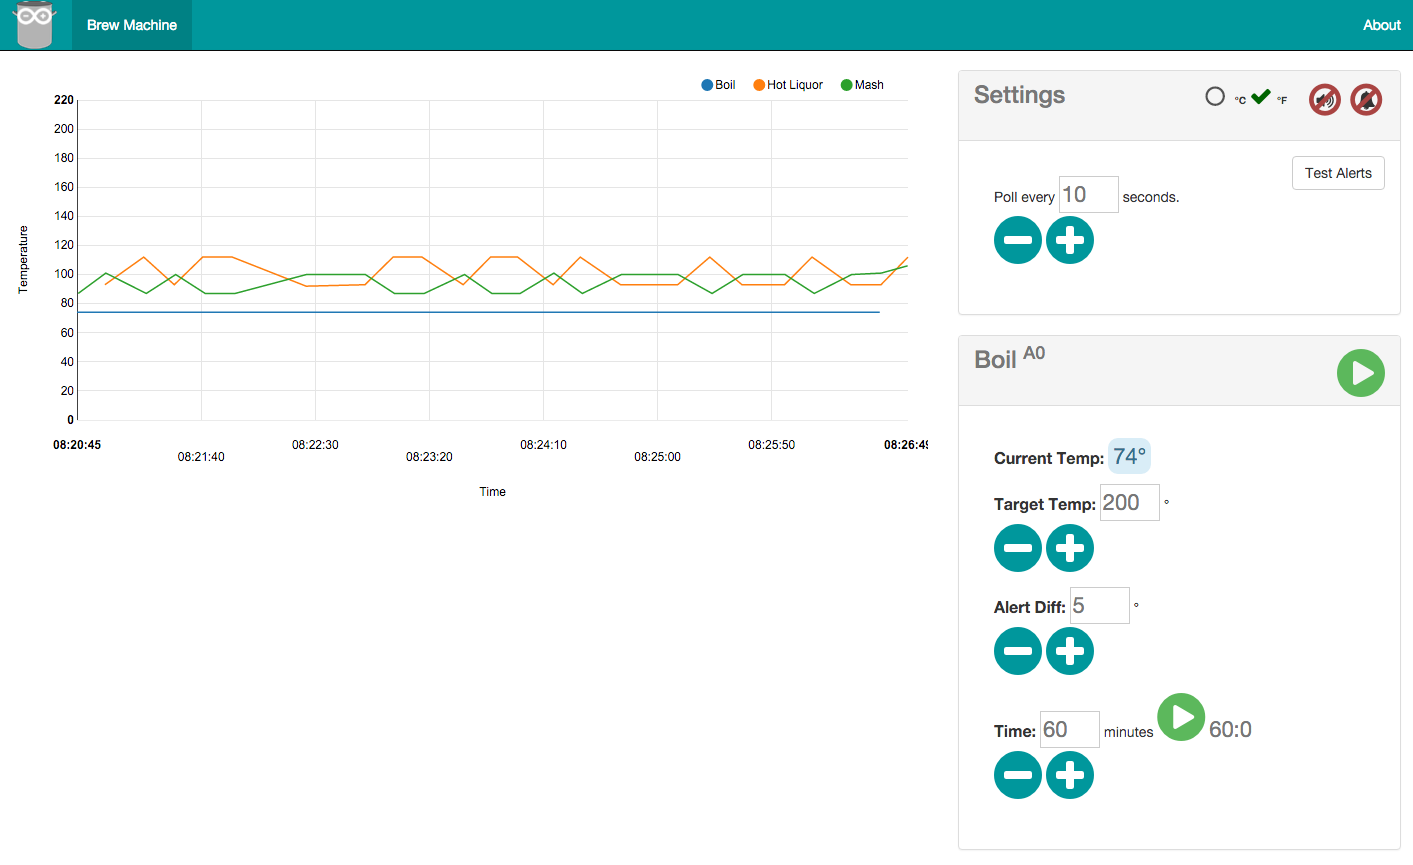 Brew Machine
About
Boil Hot Liquor Mash
220
200
180
160
140
120
100
80
60
40
20
0
Temperature
08:20:45 08:22:30 08:24:10 08:25:50 08:26:49
08:21:40 08:23:20 08:25:00
Time
Settings °C °F
Test Alerts
Poll every 10 seconds.
Boil A0
Current Temp: 74°
Target Temp: 200 °
Alert Diff: 5 °
Time: 60 minutes 60:0